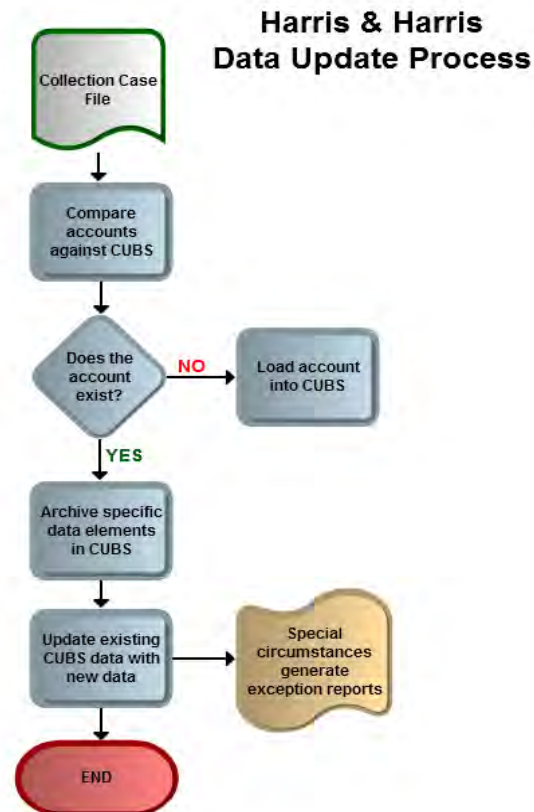 Harris & Harris
Data Update Process
Collection Case
File
Compare
accounts
against CUBS
Does the
account
exist?
NO
Load account
into CUBS
YES
Archive specific
data elements
in CUBS
Update existing
CUBS data with
new data
Special
circumstances
generate
exception reports
END